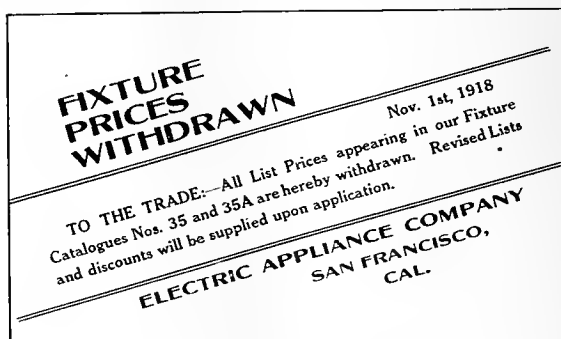 FIXTURE
PRICES
WITHDRAWN
Nov. 1st, 1918
TO THE TRADE:—All List Prices appearing in our Fixture
Catalogues Nos. 35 and 35A are hereby withdrawn. Revised Lists
and discounts will be supplied upon application.
ELECTRIC APPLIANCE COMPANY
SAN FRANCISCO,
CAL.